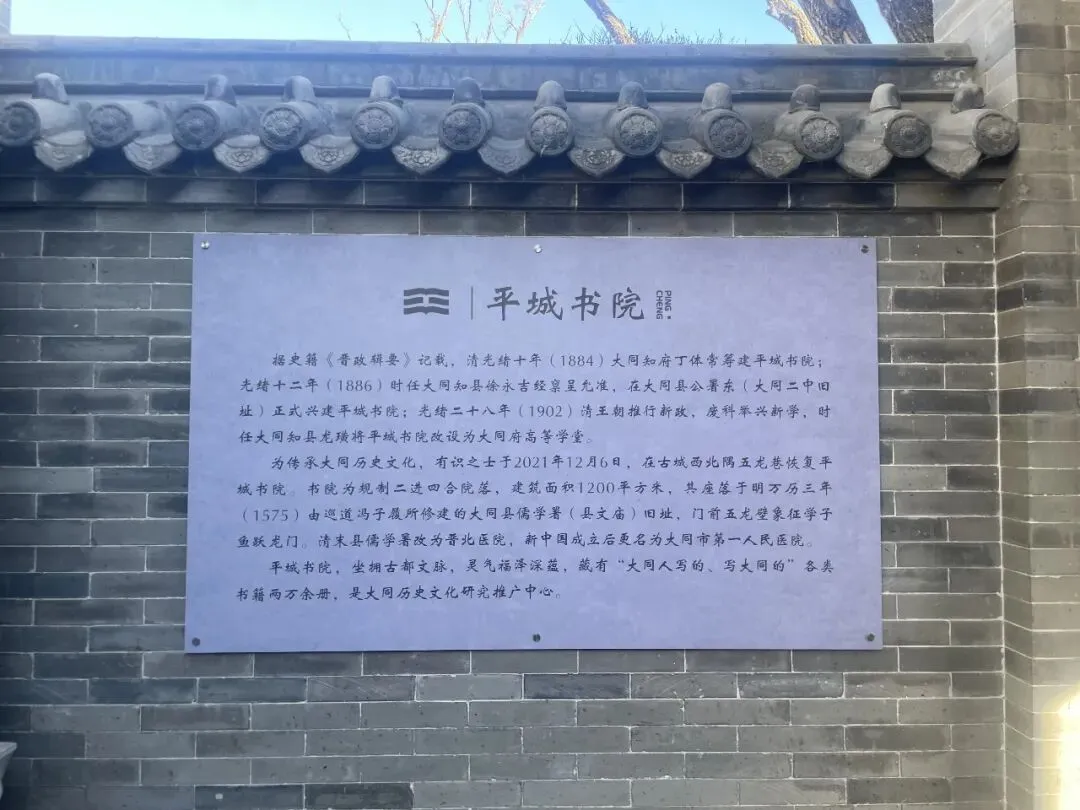 平城书院
PING·
CHENG
据史籍《晋政辑要》记载，清光绪十年（1884）大同知府丁体常筹建平城书院；
光绪十二年（1886）时任大同知县徐永吉经禀呈允准，在大同县公署东（大同二中旧
址）正式兴建平城书院；光绪二十八年（1902）清王朝推行新政，废科举兴新学，时
任大同知县龙璜将平城书院改设为大同府高等学堂。
为传承大同历史文化，有识之士于2021年12月6日，在古城西北隅五龙巷恢复平
城书院。书院为规制二进四合院落，建筑面积1200平方米，其座落于明万历三年
（1575）由巡道冯子履所修建的大同县儒学署（县文庙）旧址，门前五龙壁象征学子
鱼跃龙门。清末县儒学署改为晋北医院，新中国成立后更名为大同市第一人民医院。
平城书院，坐拥古都文脉，灵气福泽深蕴，藏有“大同人写的、写大同的”各类
书籍两万余册，是大同历史文化研究推广中心。